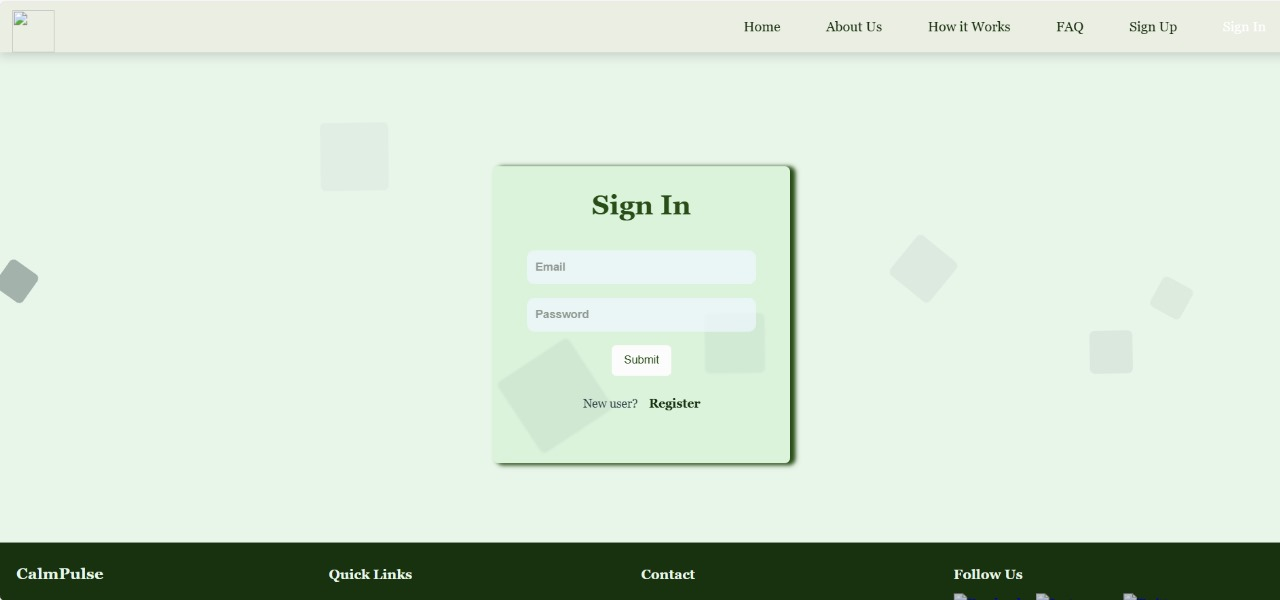 Home About Us How it Works FAQ Sign Up Sign In
Sign In
Email
Password
Submit
New user? Register
CalmPulse Quick Links Contact Follow Us